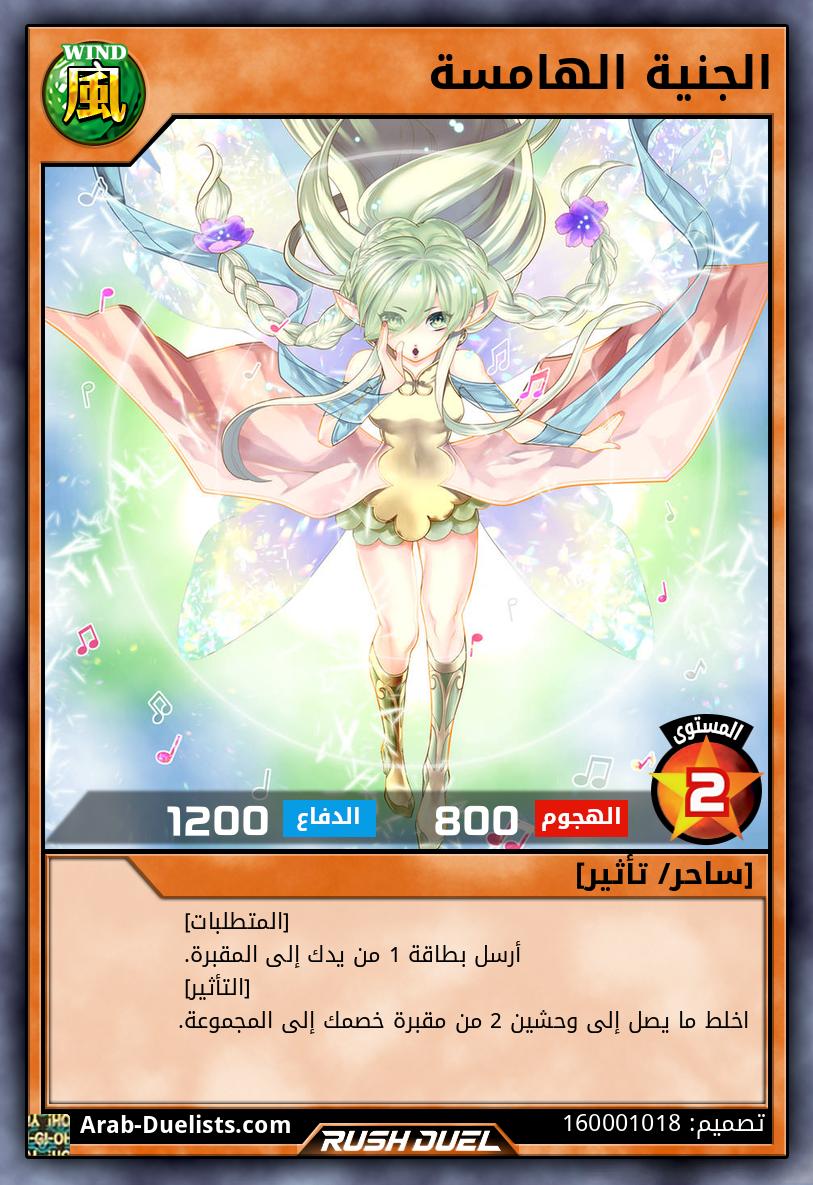 الجنية الهامسة
WIND
風
المستوى
2
الهجوم 800 الدفاع 1200
[ساحر/ تأثير]
[المتطلبات]
أرسل بطاقة 1 من يدك إلى المقبرة.
[التأثير]
اخلط ما يصل إلى وحشين 2 من مقبرة خصمك إلى المجموعة.
تصميم: 160001018
RUSH DUEL
Arab-Duelists.com